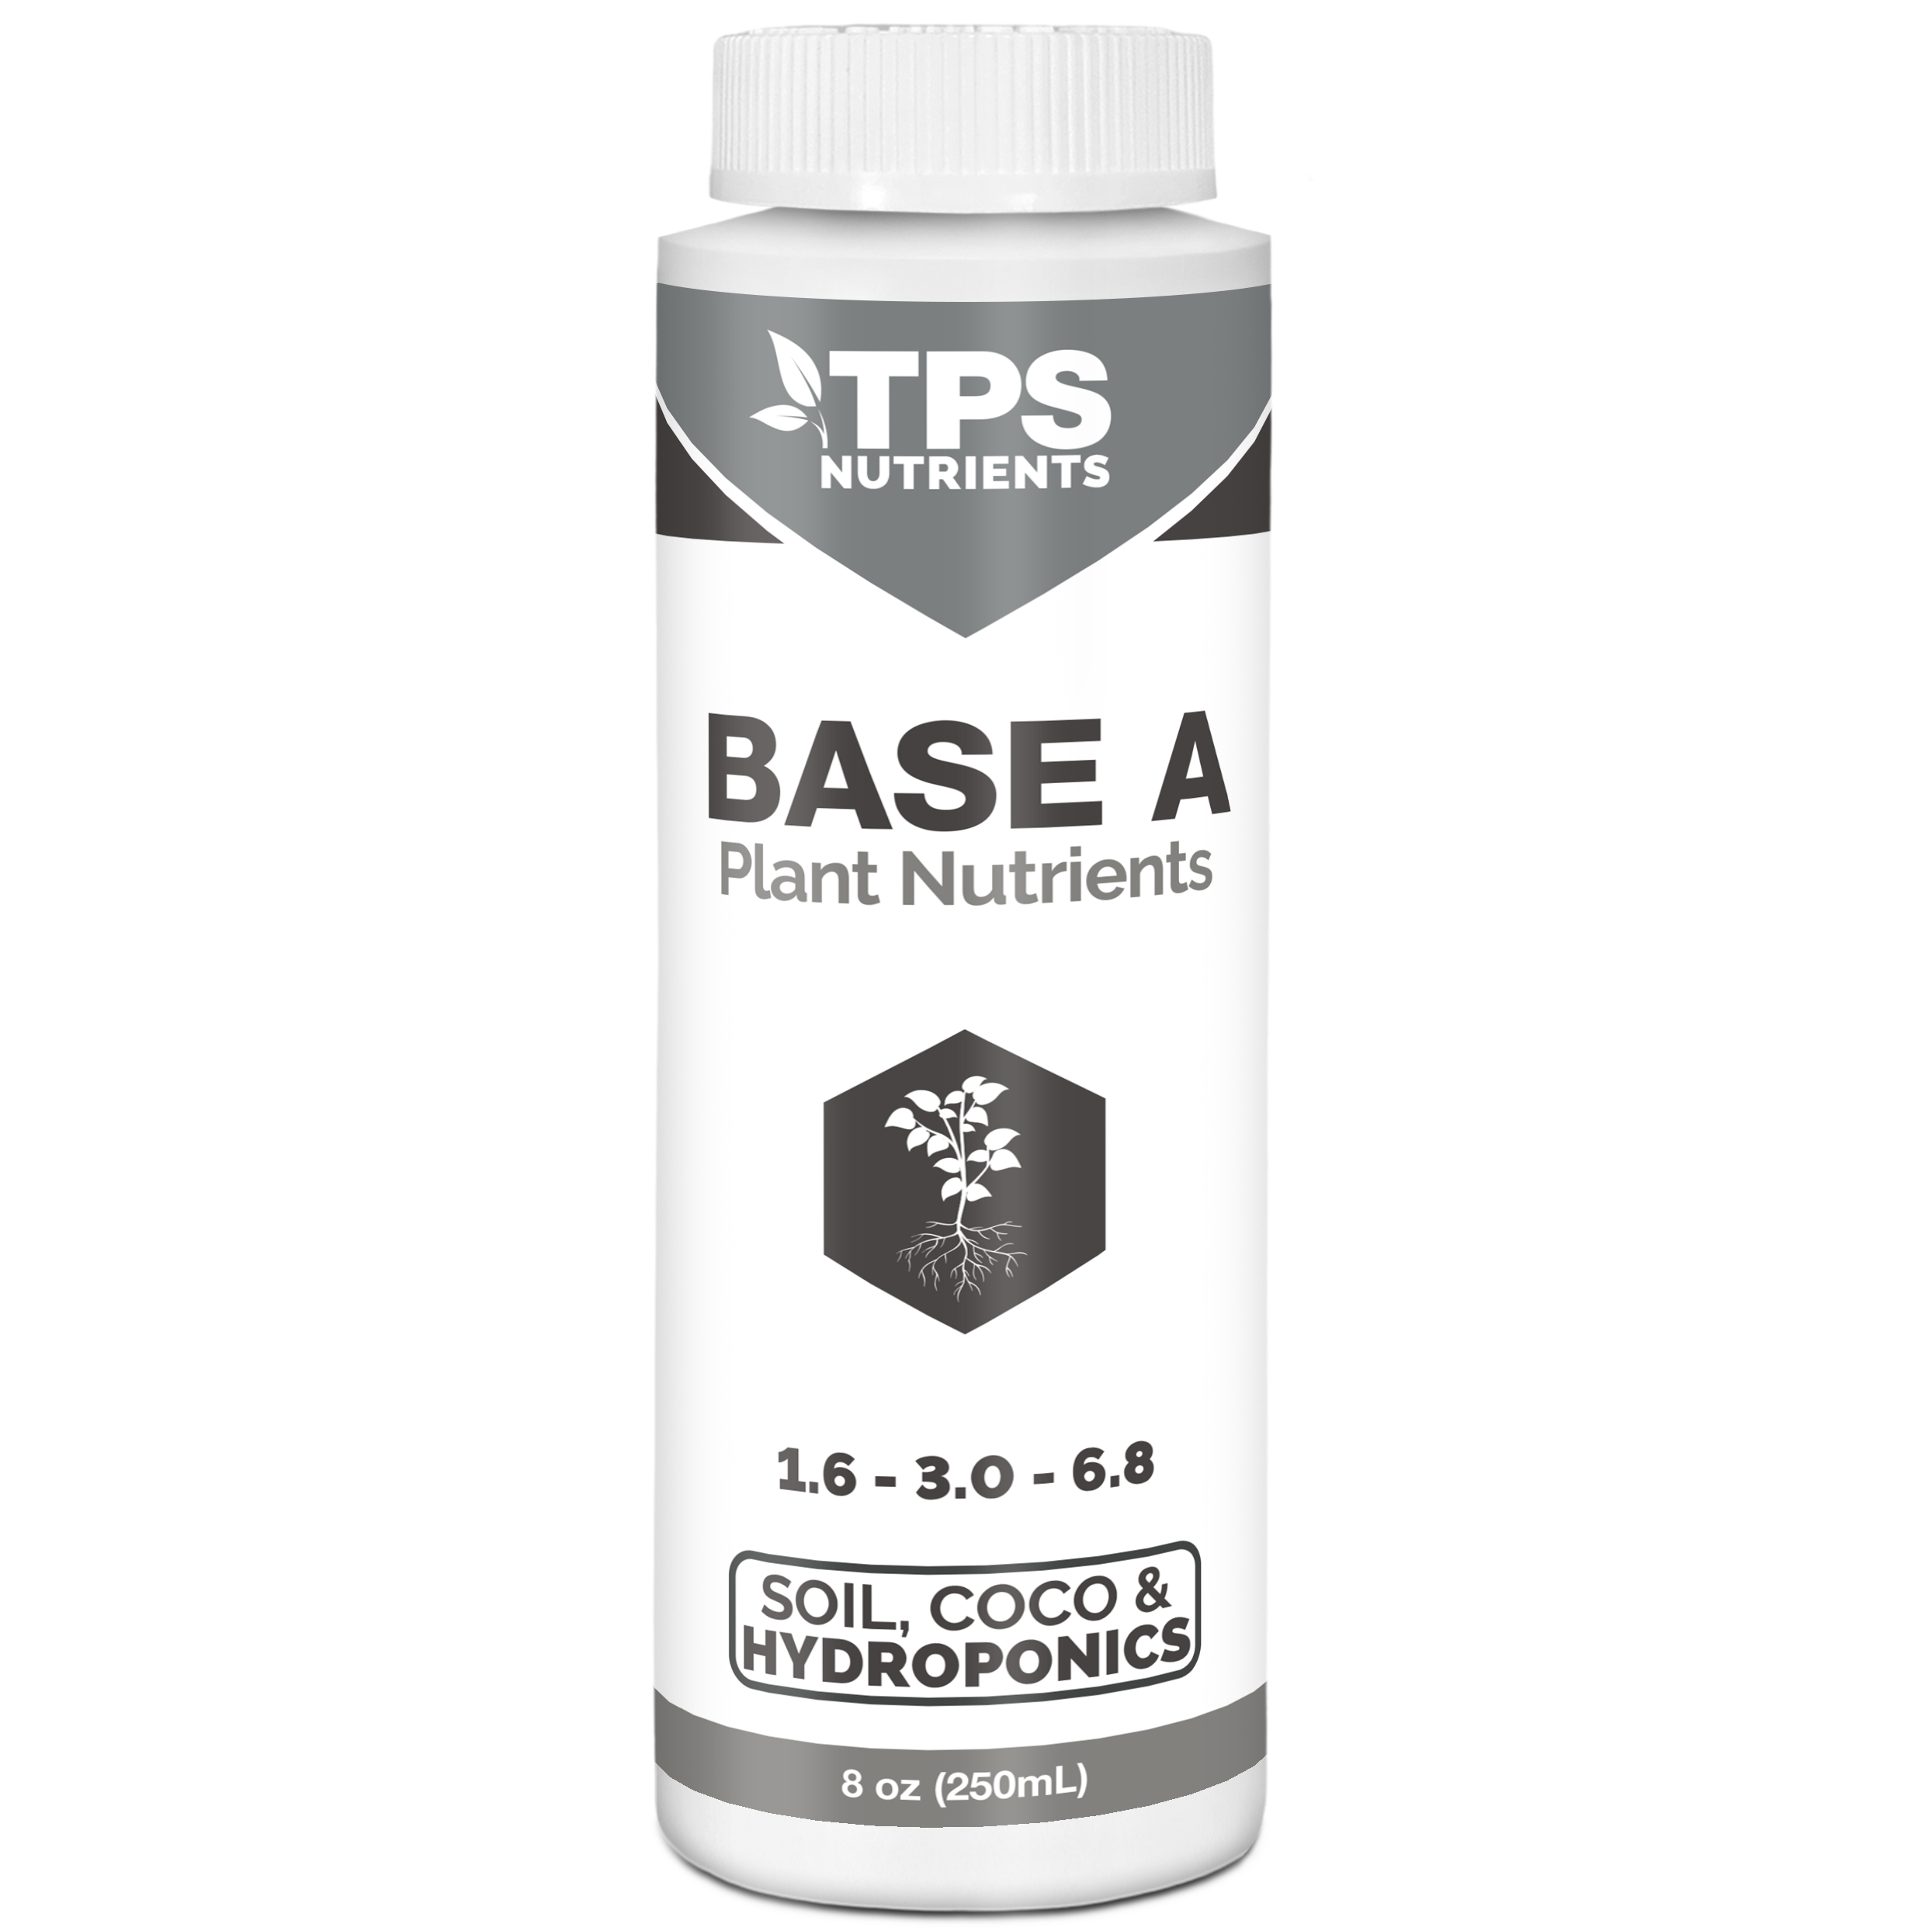 TPS
NUTRIENTS
BASE A
Plant Nutrients
1.6 - 3.0 - 6.8
SOIL, COCO &
HYDROPONICS
8 oz (250mL)